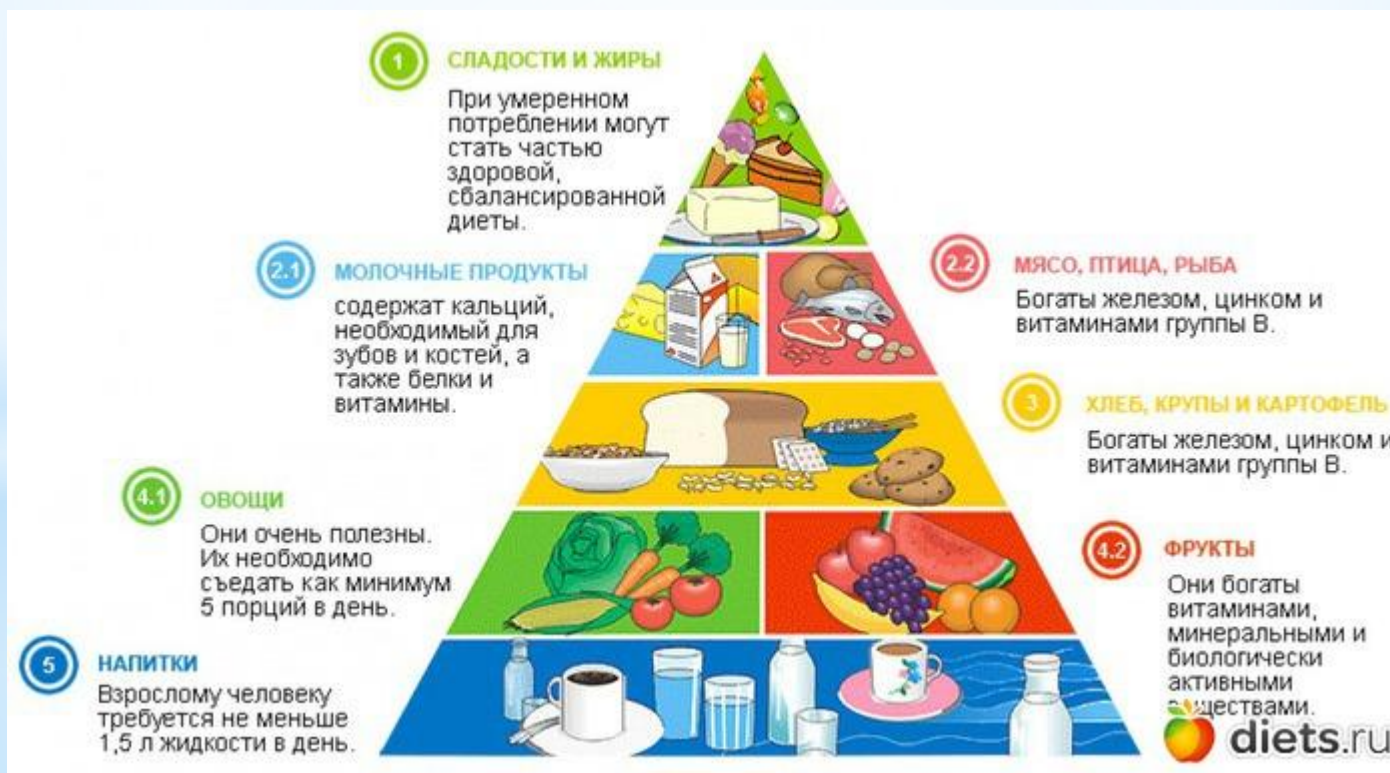 1
СЛАДОСТИ И ЖИРЫ
При умеренном
потреблении могут
стать частью
здоровой,
сбалансированной
диеты.
2.1
МОЛОЧНЫЕ ПРОДУКТЫ
содержат кальций,
необходимый для
зубов и костей, а
также белки и
витамины.
2.2
МЯСО, ПТИЦА, РЫБА
Богаты железом, цинком и
витаминами группы В.
3
ХЛЕБ, КРУПЫ И КАРТОФЕЛЬ
Богаты железом, цинком и
витаминами группы В.
4.1
ОВОЩИ
Они очень полезны.
Их необходимо
съедать как минимум
5 порций в день.
4.2
ФРУКТЫ
Они богаты
витаминами,
минеральными и
биологически
активными
веществами.
5
НАПИТКИ
Взрослому человеку
требуется не меньше
1,5 л жидкости в день.
diets.ru